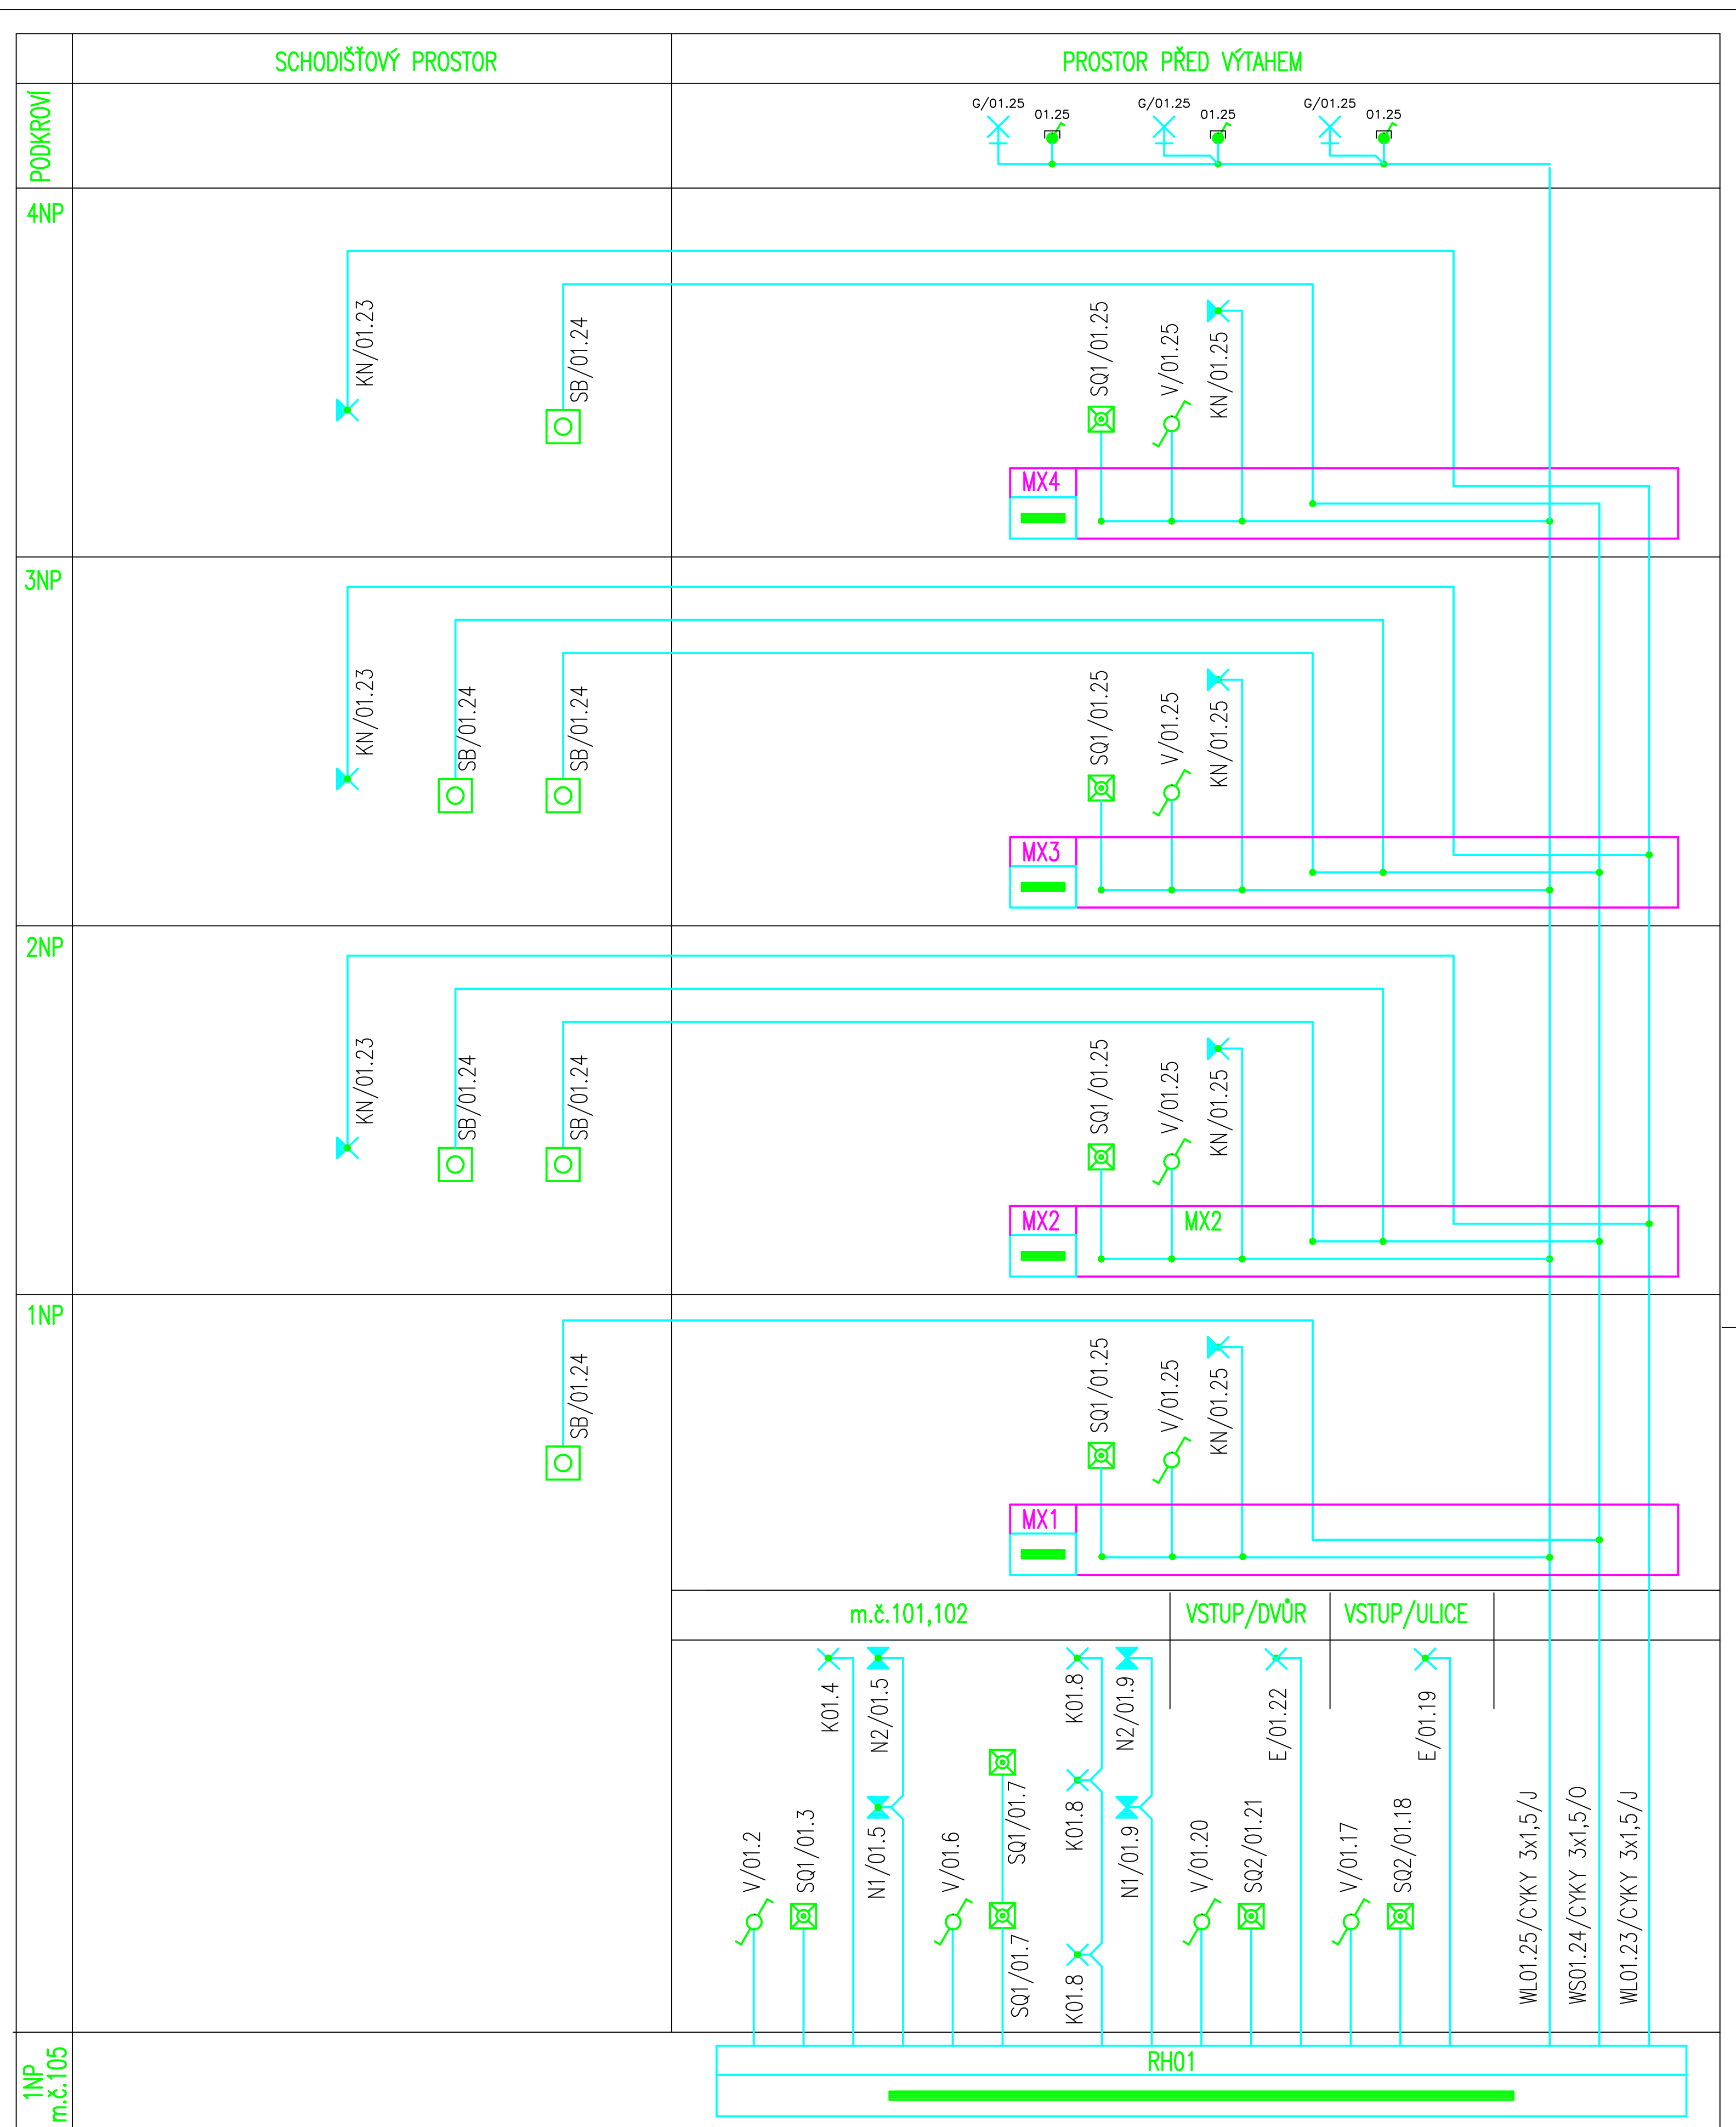 SCHODIŠŤOVÝ PROSTOR
PROSTOR PŘED VÝTAHEM
PODKROVÍ
G/01.25
01.25
G/01.25
01.25
G/01.25
01.25
4NP
KN/01.23
SB/01.24
SQ1/01.25
V/01.25
KN/01.25
MX4
3NP
KN/01.23
SB/01.24
SB/01.24
SQ1/01.25
V/01.25
KN/01.25
MX3
2NP
KN/01.23
SB/01.24
SB/01.24
SQ1/01.25
V/01.25
KN/01.25
MX2
MX2
1NP
SB/01.24
SQ1/01.25
V/01.25
KN/01.25
MX1
m.č.101,102
VSTUP/DVŮR
VSTUP/ULICE
V/01.2
SQ1/01.3
K01.4
N2/01.5
N1/01.5
V/01.6
SQ1/01.7
SQ1/01.7
K01.8
K01.8
K01.8
N2/01.9
N1/01.9
V/01.20
SQ2/01.21
E/01.22
V/01.17
SQ2/01.18
E/01.19
WL01.25/CYKY 3x1,5/J
WS01.24/CYKY 3x1,5/O
WL01.23/CYKY 3x1,5/J
1NP
m.č.105
RH01